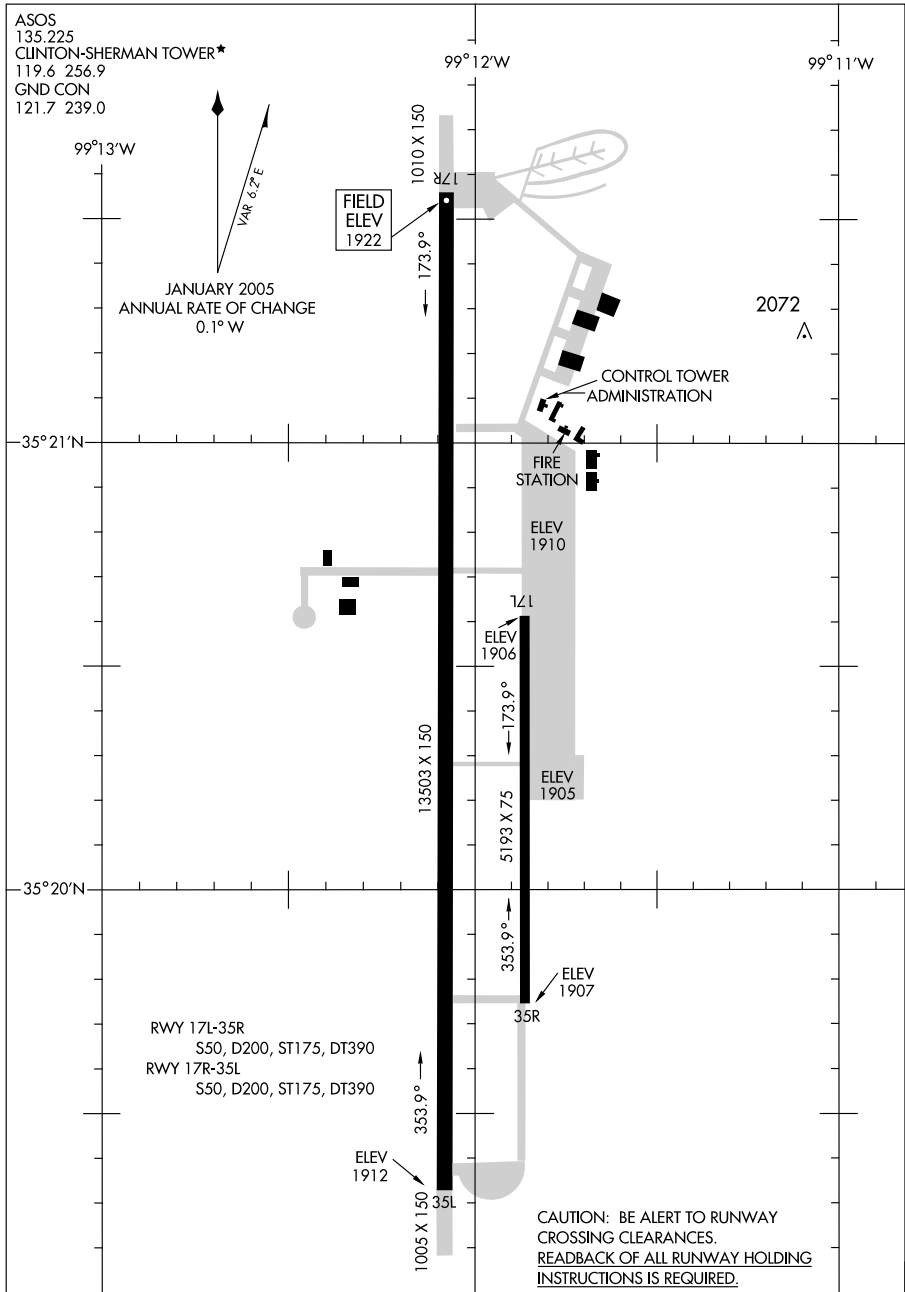 ASOS
135.225
CLINTON-SHERMAN TOWER★
119.6 256.9
GND CON
121.7 239.0
99°13'W
99°12'W
99°11'W
VAR 6.2° E
JANUARY 2005
ANNUAL RATE OF CHANGE
0.1° W
1010 X 150
17R
FIELD
ELEV
1922
173.9°
2072
CONTROL TOWER
ADMINISTRATION
35°21'N
FIRE
STATION
ELEV
1910
17L
ELEV
1906
173.9°
13503 X 150
ELEV
1905
5193 X 75
35°20'N
353.9°
ELEV
1907
35R
RWY 17L-35R
S50, D200, ST175, DT390
RWY 17R-35L
S50, D200, ST175, DT390
353.9°
ELEV
1912
35L
1005 X 150
CAUTION: BE ALERT TO RUNWAY
CROSSING CLEARANCES.
READBACK OF ALL RUNWAY HOLDING
INSTRUCTIONS IS REQUIRED.